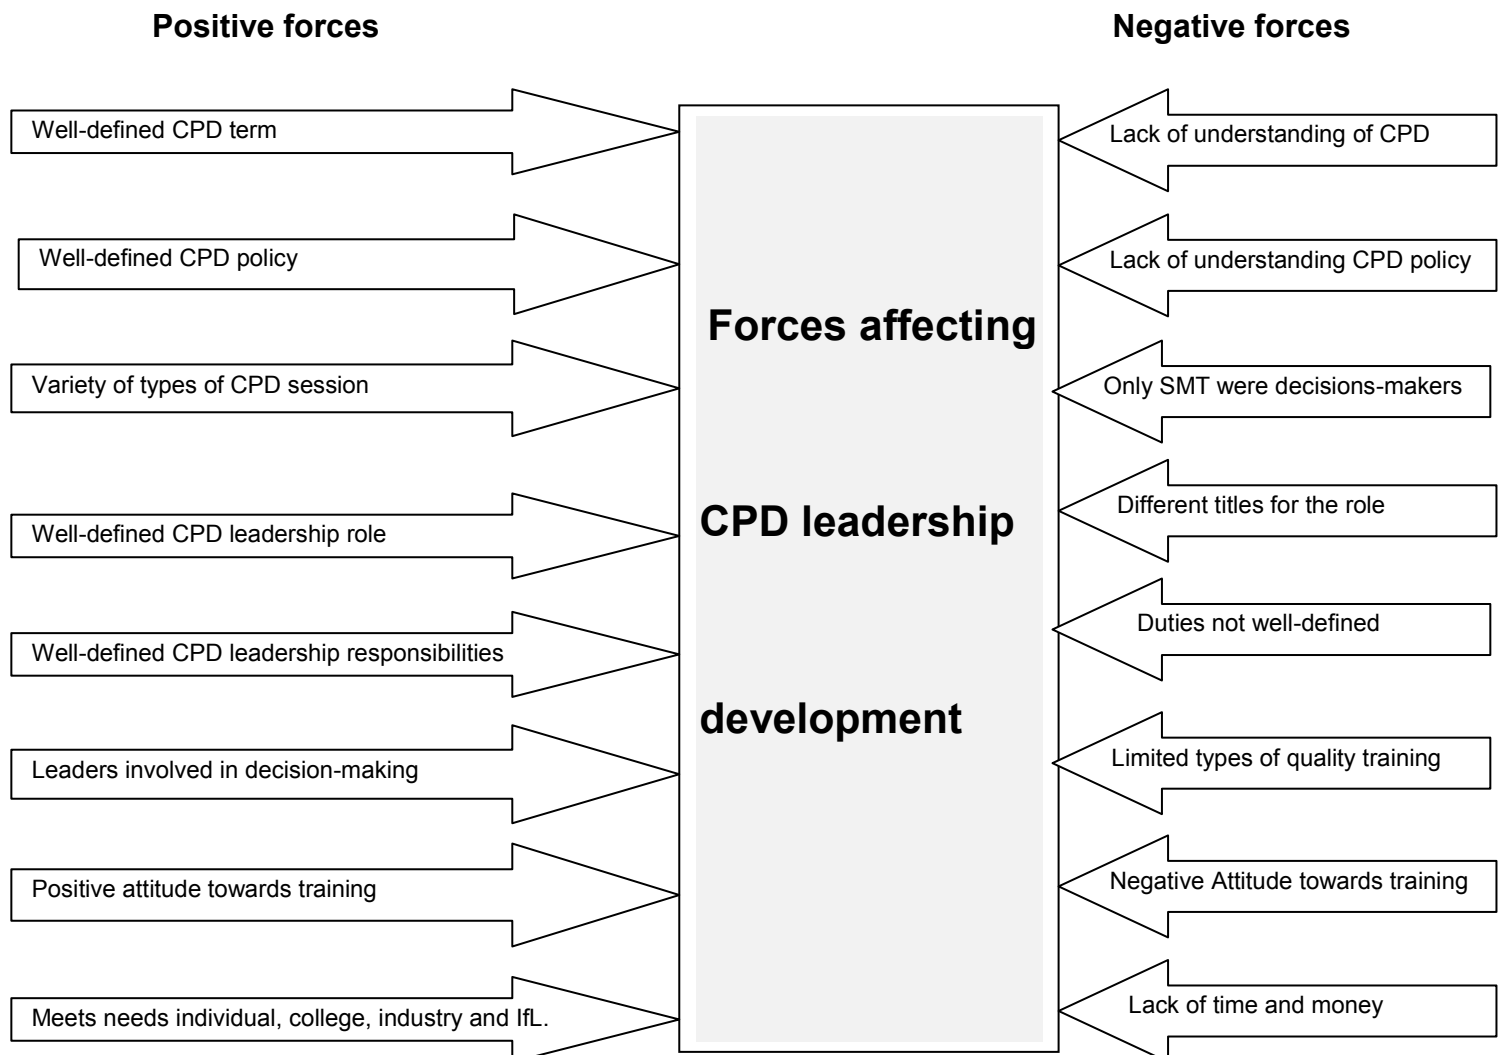 Positive forces
Negative forces
Well-defined CPD term
Lack of understanding of CPD
Well-defined CPD policy
Lack of understanding CPD policy
Forces affecting
Variety of types of CPD session
Only SMT were decisions-makers
Different titles for the role
CPD leadership
Well-defined CPD leadership role
Duties not well-defined
Well-defined CPD leadership responsibilities
development
Limited types of quality training
Leaders involved in decision-making
Negative Attitude towards training
Positive attitude towards training
Lack of time and money
Meets needs individual, college, industry and IfL.